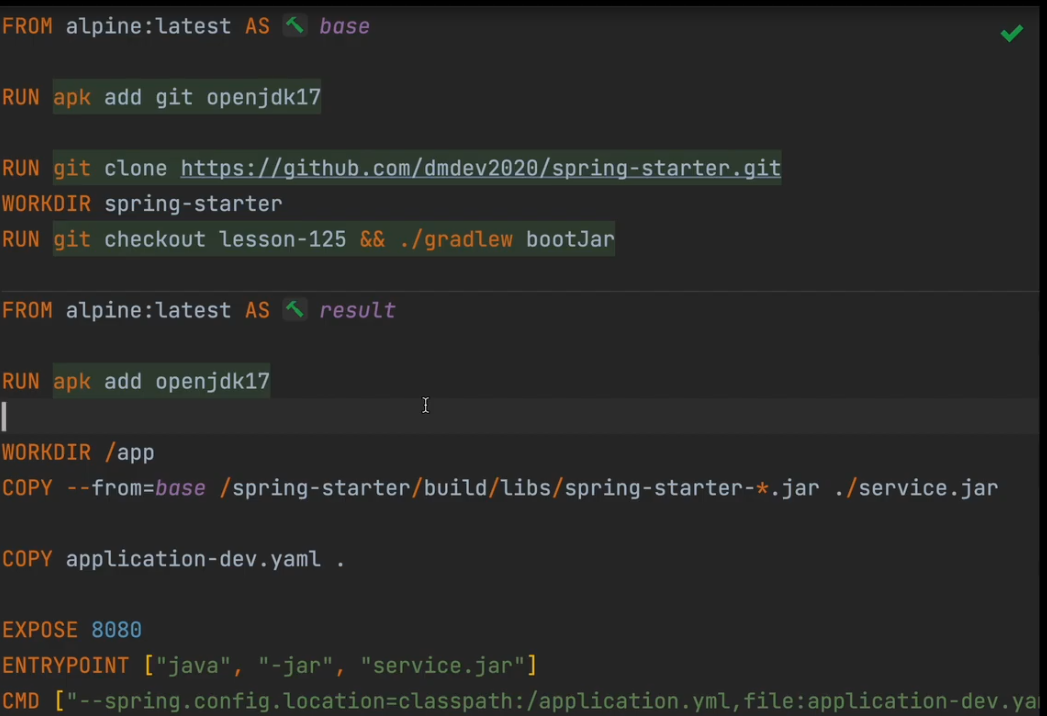 FROM alpine:latest AS base
RUN apk add git openjdk17
RUN git clone https://github.com/dmdev2020/spring-starter.git
WORKDIR spring-starter
RUN git checkout lesson-125 && ./gradlew bootJar
FROM alpine:latest AS result
RUN apk add openjdk17
WORKDIR /app
COPY --from=base /spring-starter/build/libs/spring-starter-*.jar ./service.jar
COPY application-dev.yaml .
EXPOSE 8080
ENTRYPOINT ["java", "-jar", "service.jar"]
CMD ["--spring.config.location=classpath:/application.yml,file:application-dev.ya